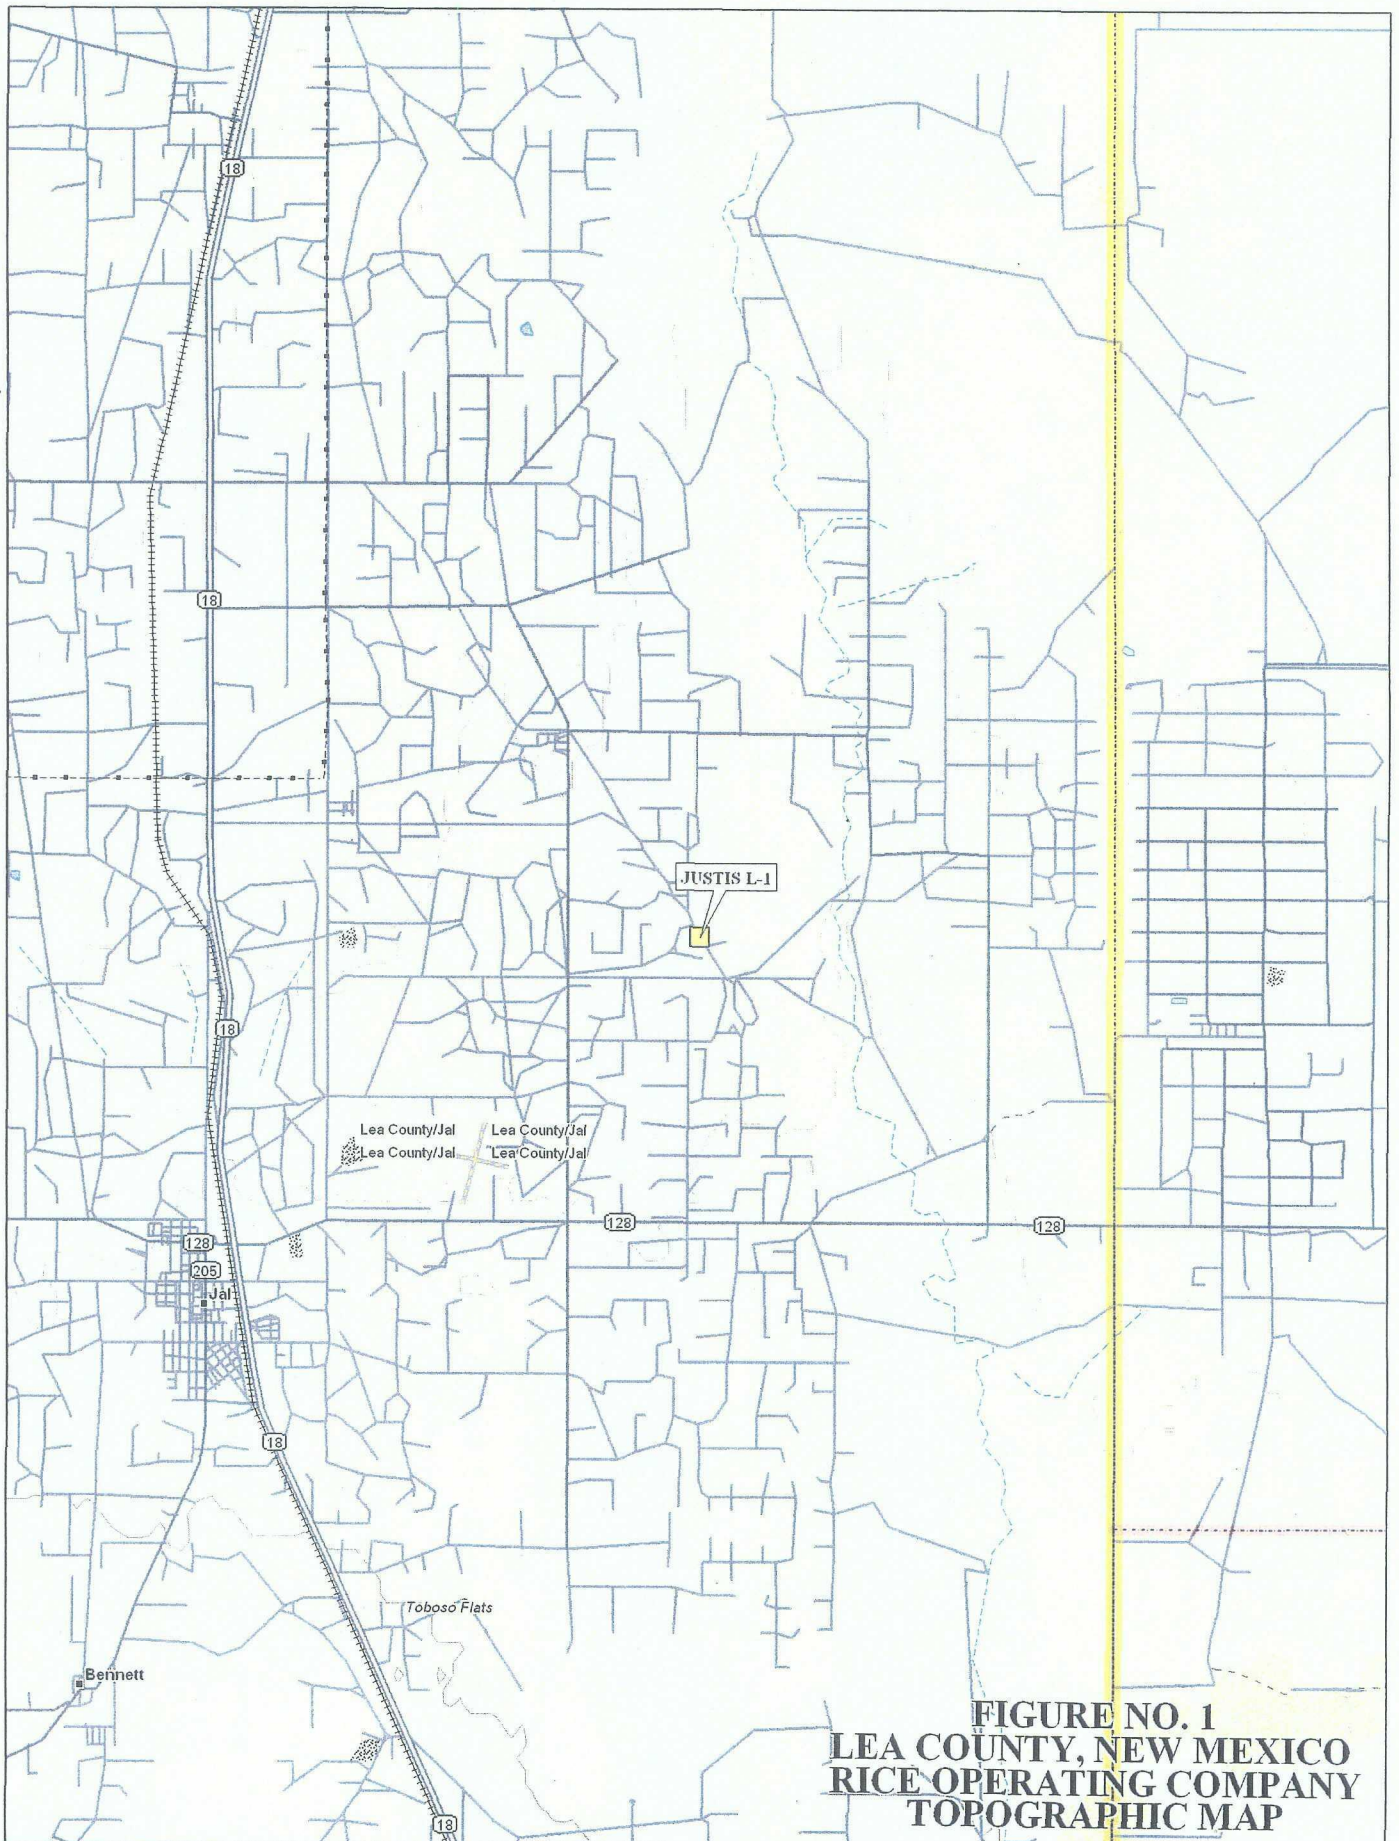 18
18
JUSTIS L-1
18
Lea County/Jal
Lea County/Jal
Lea County/Jal
Lea County/Jal
128
128
128
205
Jal
18
Toboso Flats
Bennett
FIGURE NO. 1
LEA COUNTY, NEW MEXICO
RICE OPERATING COMPANY
TOPOGRAPHIC MAP
18